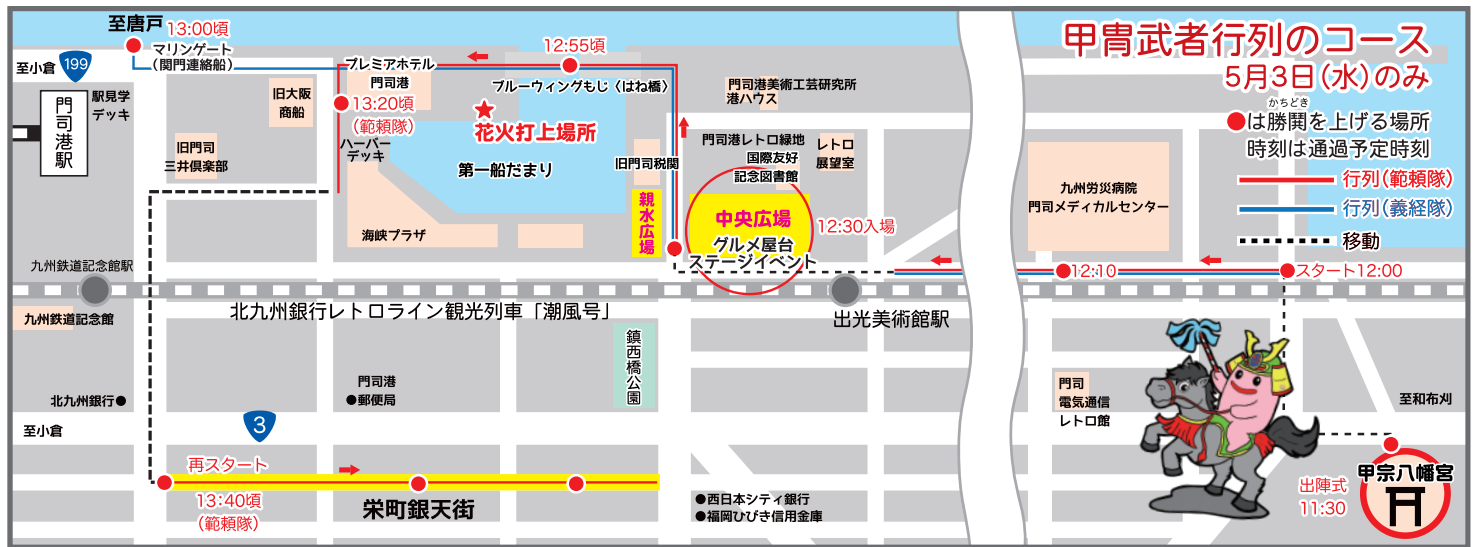 甲冑武者行列のコース
5月3日(水)のみ
かちどき
●は勝鬨を上げる場所
時刻は通過予定時刻
行列(範頼隊)
行列(義経隊)
移動
至唐戸
13:00頃
マリンゲート
(関門連絡船)
至小倉
199
門司港駅
駅見学
デッキ
旧大阪
商船
旧門司
三井倶楽部
プレミアホテル
門司港
13:20頃
(範頼隊)
ハーバー
デッキ
12:55頃
ブルーウィングもじ〈はね橋〉
花火打上場所
第一船だまり
海峡プラザ
旧門司税関
親水広場
門司港美術工芸研究所
港ハウス
門司港レトロ緑地
国際友好
記念図書館
レトロ
展望室
中央広場
グルメ屋台
ステージイベント
12:30入場
九州労災病院
門司メディカルセンター
12:10
スタート12:00
九州鉄道記念館駅
九州鉄道記念館
北九州銀行レトロライン観光列車「潮風号」
出光美術館駅
鎮西橋公園
門司港
●郵便局
北九州銀行●
至小倉
3
再スタート
13:40頃
(範頼隊)
栄町銀天街
●西日本シティ銀行
●福岡ひびき信用金庫
門司
電気通信
レトロ館
至和布刈
出陣式
11:30
甲宗八幡宮